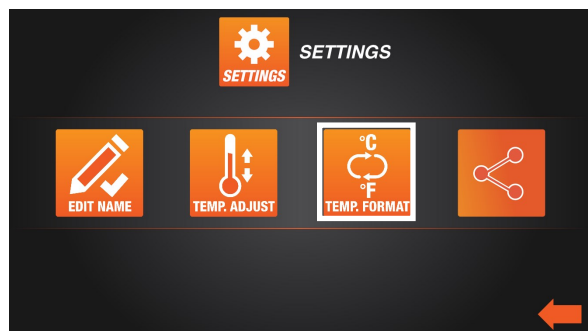 SETTINGS
SETTINGS
°C
°F
EDIT NAME
TEMP. ADJUST
TEMP. FORMAT